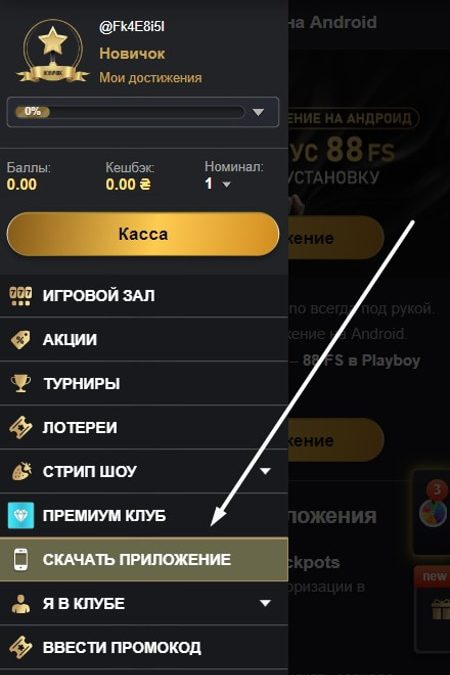 @Fk4E8i5l
Новичок
Мои достижения
0%
Баллы:
0.00
Кешбэк:
0.00 ₴
Номинал:
1
Касса
ИГРОВОЙ ЗАЛ
АКЦИИ
ТУРНИРЫ
ЛОТЕРЕИ
СТРИП ШОУ
ПРЕМИУМ КЛУБ
СКАЧАТЬ ПРИЛОЖЕНИЕ
Я В КЛУБЕ
ВВЕСТИ ПРОМОКОД
на Android
ЕНИЕ НА АНДРОИД
УС 88 FS
УСТАНОВКУ
жение
по всегда под рукой.
жение на Android.
– 88 FS в Playboy
жение
ложения
ckpots
оризации в
3
new